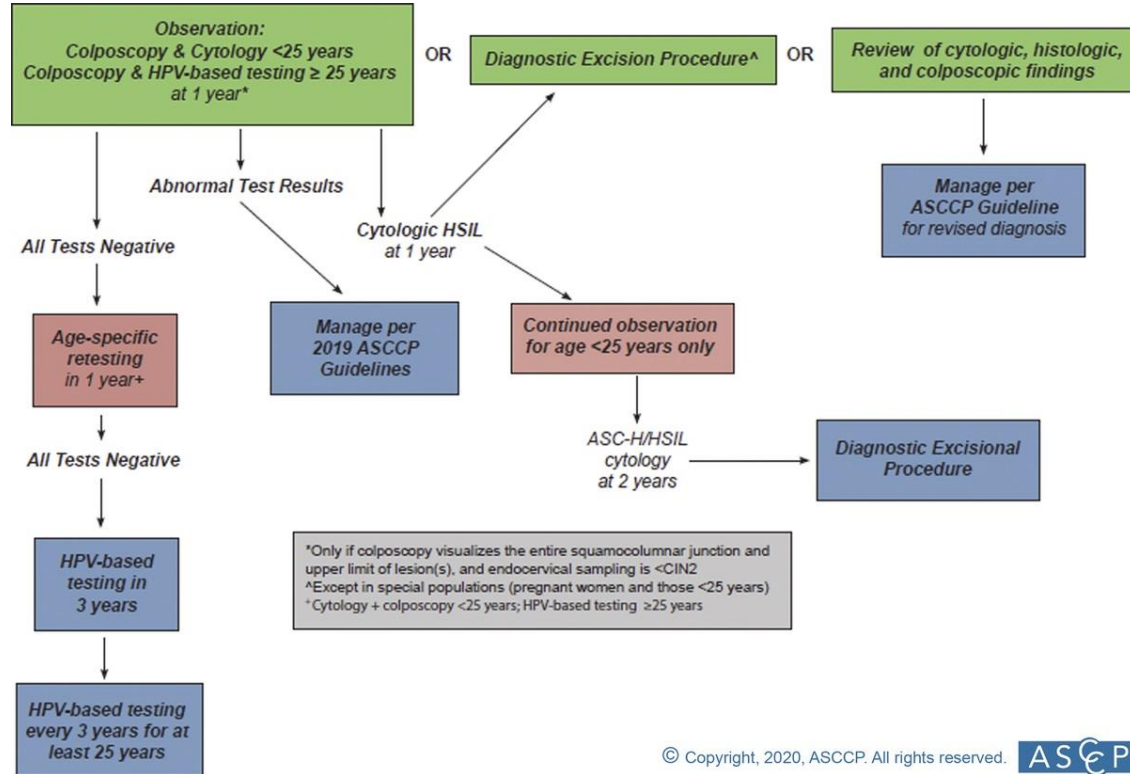 Observation:
Colposcopy & Cytology <25 years
Colposcopy & HPV-based testing ≥ 25 years
at 1 year*
OR
Diagnostic Excision Procedure^
OR
Review of cytologic, histologic,
and colposcopic findings
Abnormal Test Results
Cytologic HSIL
at 1 year
Manage per
ASCCP Guideline
for revised diagnosis
All Tests Negative
Age-specific
retesting
in 1 year+
Manage per
2019 ASCCP
Guidelines
Continued observation
for age <25 years only
All Tests Negative
ASC-H/HSIL
cytology
at 2 years
Diagnostic Excisional
Procedure
HPV-based
testing in
3 years
*Only if colposcopy visualizes the entire squamocolumnar junction and
upper limit of lesion(s), and endocervical sampling is <CIN2
^Except in special populations (pregnant women and those <25 years)
+Cytology + colposcopy <25 years; HPV-based testing ≥25 years
HPV-based testing
every 3 years for at
least 25 years
© Copyright, 2020, ASCCP. All rights reserved.
ASCCP